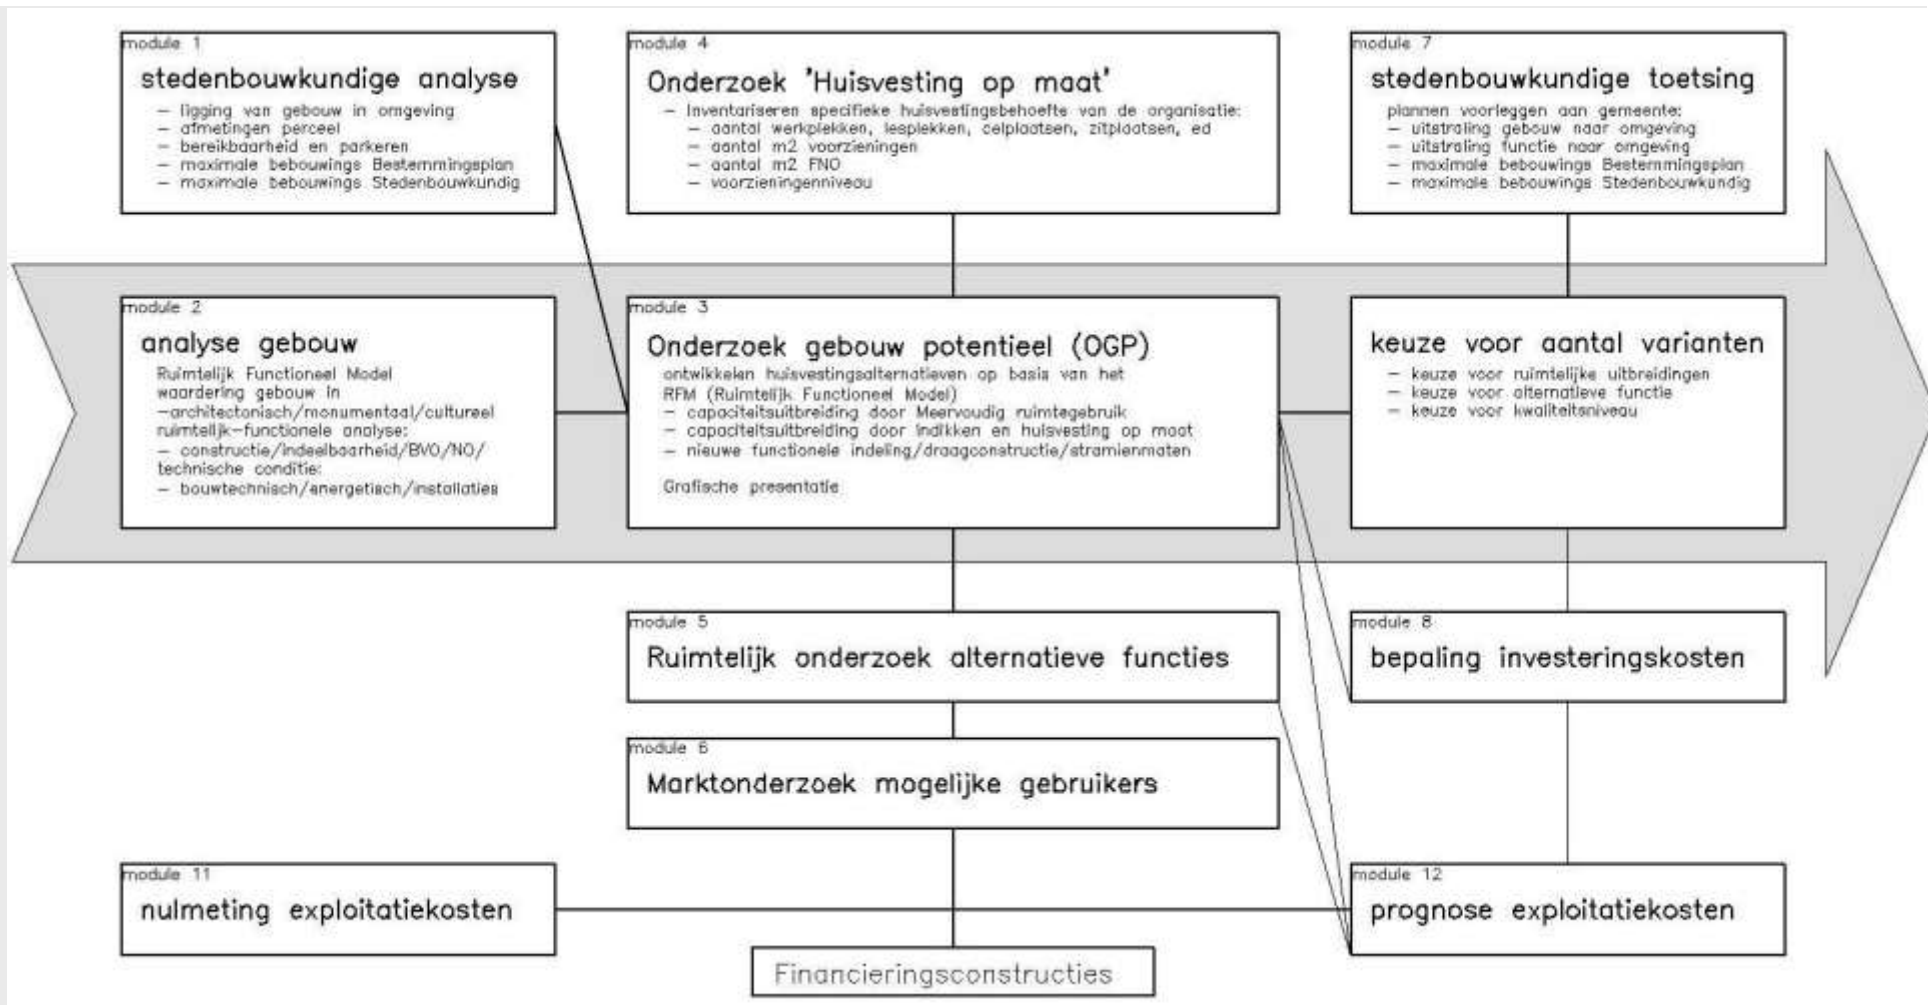 module 1
stedenbouwkundige analyse
- ligging van gebouw in omgeving
- afmetingen perceel
- bereikbaarheid en parkeren
- maximale bebouwings Bestemmingsplan
- maximale bebouwings Stedenbouwkundig
module 4
Onderzoek 'Huisvesting op maat'
- Inventariseren specifieke huisvestingsbehoefte van de organisatie:
- aantal werkplekken, lesplekken, celplaatsen, zitplaatsen, ed
- aantal m2 voorzieningen
- aantal m2 FNO
- voorzieningenniveau
module 7
stedenbouwkundige toetsing
plannen voorleggen aan gemeente:
- uitstraling gebouw naar omgeving
- uitstraling functie naar omgeving
- maximale bebouwings Bestemmingsplan
- maximale bebouwings Stedenbouwkundig
module 2
analyse gebouw
Ruimtelijk Functioneel Model
waardering gebouw in
-architectonisch/monumentaal/cultureel
ruimtelijk-functionele analyse:
- constructie/indeelbaarheid/BVO/NO/
technische conditie:
- bouwtechnisch/energetisch/installaties
module 3
Onderzoek gebouw potentieel (OGP)
ontwikkelen huisvestingsalternatieven op basis van het
RFM (Ruimtelijk Functioneel Model)
- capaciteitsuitbreiding door Meervoudig ruimtegebruik
- capaciteitsuitbreiding door indikken en huisvesting op maat
- nieuwe functionele indeling/draagconstructie/stramienmaten
Grafische presentatie
keuze voor aantal varianten
- keuze voor ruimtelijke uitbreidingen
- keuze voor alternatieve functie
- keuze voor kwaliteitsniveau
module 5
Ruimtelijk onderzoek alternatieve functies
module 8
bepaling investeringskosten
module 6
Marktonderzoek mogelijke gebruikers
module 11
nulmeting exploitatiekosten
module 12
prognose exploitatiekosten
Financieringsconstructies